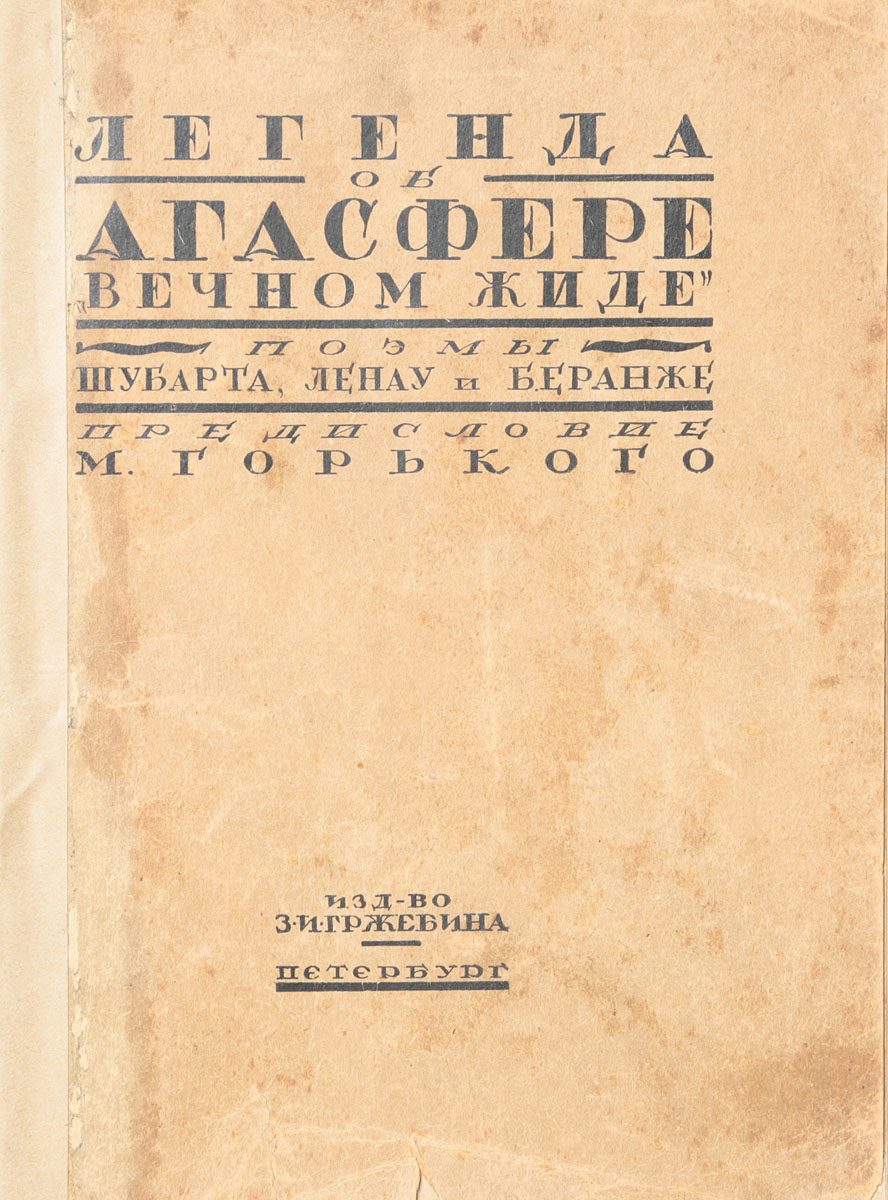 ЛЕГЕНДА
ОБ
АГАСФЕРЕ
„ВЕЧНОМ ЖИДЕ"
ПОЭМЫ
ШУБАРТА, ЛЕНАУ и БЕРАНЖЕ
ПРЕДИСЛОВИЕ
М. ГОРЬКОГО
ИЗД-ВО
З·И·ГРЖЕБИНА
ПЕТЕРБУРГ